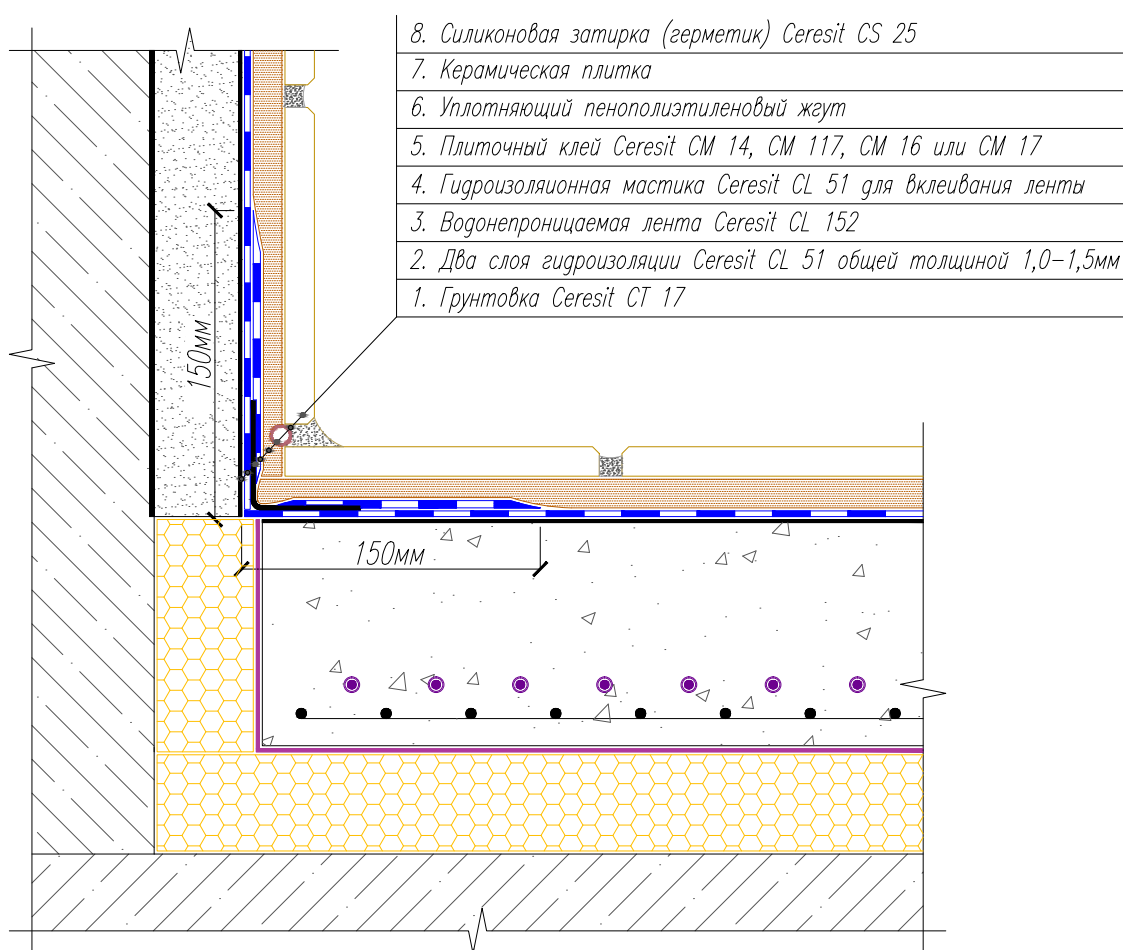 8. Силиконовая затирка (герметик) Ceresit CS 25
7. Керамическая плитка
6. Уплотняющий пенополиэтиленовый жгут
5. Плиточный клей Ceresit CM 14, CM 117, CM 16 или CM 17
4. Гидроизоляионная мастика Ceresit CL 51 для вклеивания ленты
3. Водонепроницаемая лента Ceresit CL 152
2. Два слоя гидроизоляции Ceresit CL 51 общей толщиной 1,0-1,5мм
1. Грунтовка Ceresit CT 17
150мм
150мм